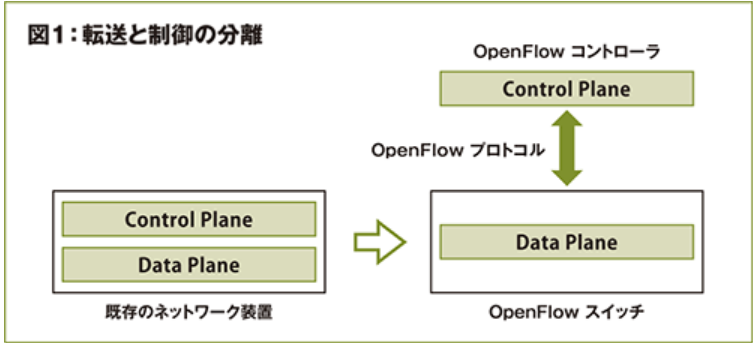 図1：転送と制御の分離
OpenFlow コントローラ
Control Plane
OpenFlow プロトコル
Control Plane
Data Plane
既存のネットワーク装置
Data Plane
OpenFlow スイッチ